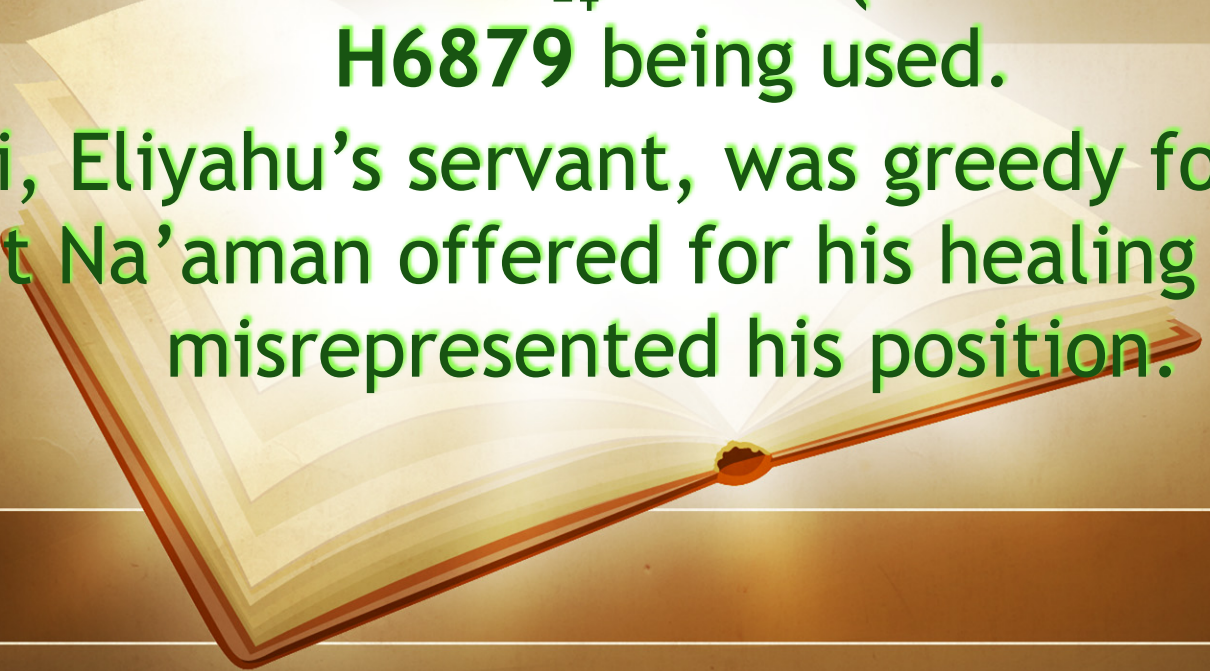 H6879 being used.
i, Eliyahu’s servant, was greedy fo
t Na’aman offered for his healing
misrepresented his position.